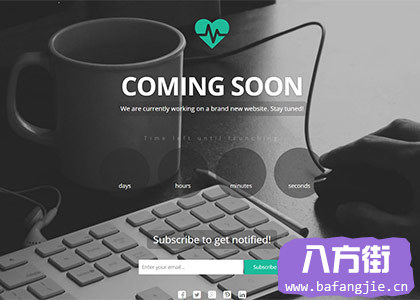 COMING SOON
We are currently working on a brand new website. Stay tuned!
Time left until launching
days hours minutes seconds
Subscribe to get notified!
Enter your email... Subscribe
八方街
www.bafangjie.cn